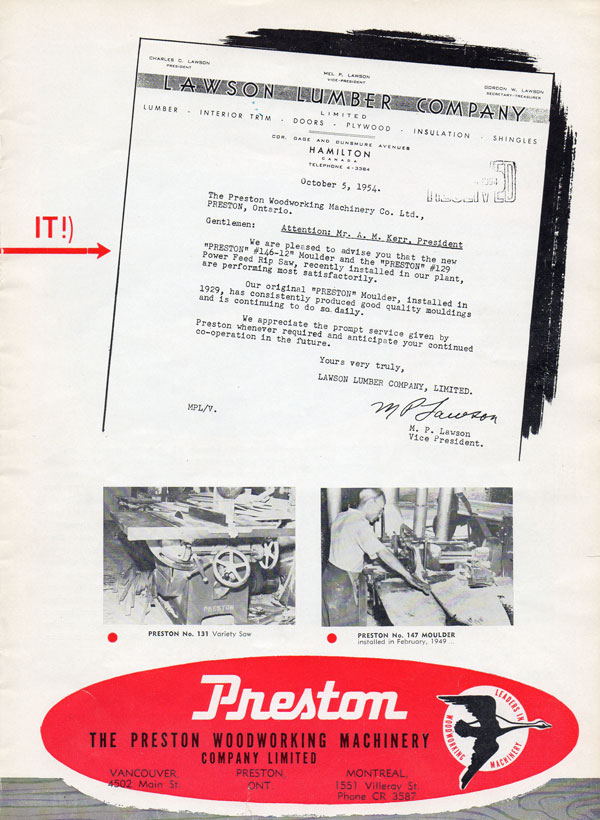 CHARLES C. LAWSON
PRESIDENT
MEL P. LAWSON
VICE-PRESIDENT
GORDON W. LAWSON
SECRETARY-TREASURER
LAWSON LUMBER COMPANY
LIMITED
LUMBER - INTERIOR TRIM - DOORS - PLYWOOD - INSULATION - SHINGLES
COR. GAGE AND DUNSMURE AVENUES
HAMILTON
CANADA
TELEPHONE 4-3384
October 5, 1954.
RECEIVED
The Preston Woodworking Machinery Co. Ltd.,
PRESTON, Ontario.
Gentlemen: Attention: Mr. A. M. Kerr, President
IT!)
We are pleased to advise you that the new
"PRESTON" #146-12" Moulder and the "PRESTON" #129
Power Feed Rip Saw, recently installed in our plant,
are performing most satisfactorily.
Our original "PRESTON" Moulder, installed in
1929, has consistently produced good quality mouldings
and is continuing to do so daily.
We appreciate the prompt service given by
Preston whenever required and anticipate your continued
co-operation in the future.
Yours very truly,
LAWSON LUMBER COMPANY, LIMITED.
MPL/V.
M P Lawson
M. P. Lawson
Vice President.
PRESTON
PRESTON No. 131 Variety Saw
PRESTON No. 147 MOULDER
installed in February, 1949 ...
Preston
THE PRESTON WOODWORKING MACHINERY
COMPANY LIMITED
LEADERS IN
WOODWORKING MACHINERY
VANCOUVER, PRESTON, MONTREAL,
4502 Main St. ONT. 1551 Villeray St.
Phone CR 3587